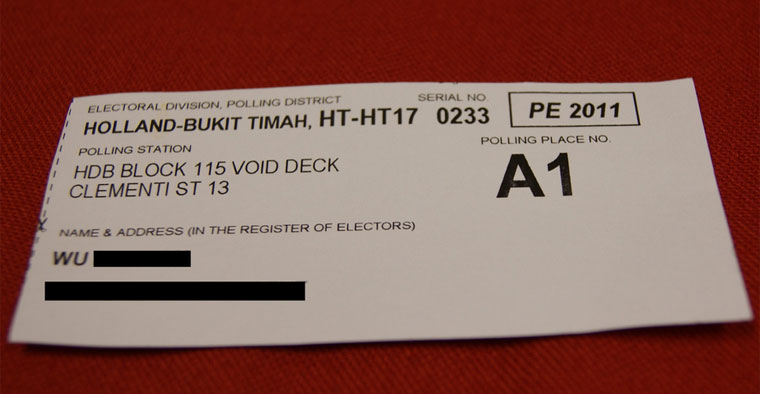 ELECTORAL DIVISION, POLLING DISTRICT SERIAL NO.
HOLLAND-BUKIT TIMAH, HT-HT17 0233 PE 2011
POLLING STATION POLLING PLACE NO.
HDB BLOCK 115 VOID DECK A1
CLEMENTI ST 13
NAME & ADDRESS (IN THE REGISTER OF ELECTORS)
WU